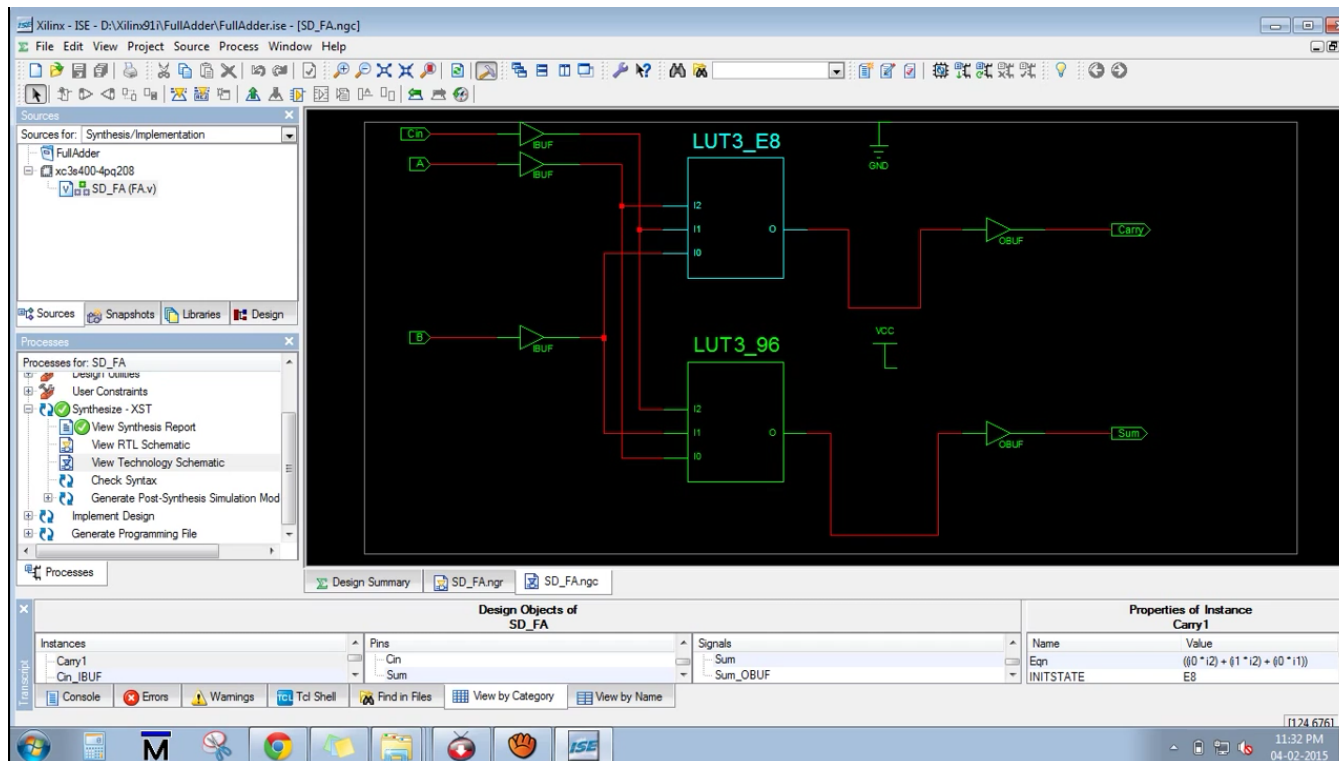 Xilinx - ISE - D:\Xilinx91i\FullAdder\FullAdder.ise - [SD_FA.ngc]
File Edit View Project Source Process Window Help
Sources
Sources for: Synthesis/Implementation
FullAdder
xc3s400-4pq208
SD_FA (FA.v)
Sources Snapshots Libraries Design
Processes
Processes for: SD_FA
Design Utilities
User Constraints
Synthesize - XST
View Synthesis Report
View RTL Schematic
View Technology Schematic
Check Syntax
Generate Post-Synthesis Simulation Mod
Implement Design
Generate Programming File
Processes
Cin
IBUF
A
IBUF
B
IBUF
LUT3_E8
I2
I1
I0
O
GND
OBUF
Carry
LUT3_96
I2
I1
I0
O
VCC
OBUF
Sum
Design Summary SD_FA.ngr SD_FA.ngc
Transcript
Design Objects of
SD_FA
Instances
Carry1
Cin_IBUF
Pins
Cin
Sum
Signals
Sum
Sum_OBUF
Properties of Instance
Carry1
Name Value
Eqn ((i0 * i2) + (i1 * i2) + (i0 * i1))
INITSTATE E8
Console Errors Warnings TCL Tcl Shell Find in Files View by Category View by Name
[124,676]
M
ISE
11:32 PM
04-02-2015